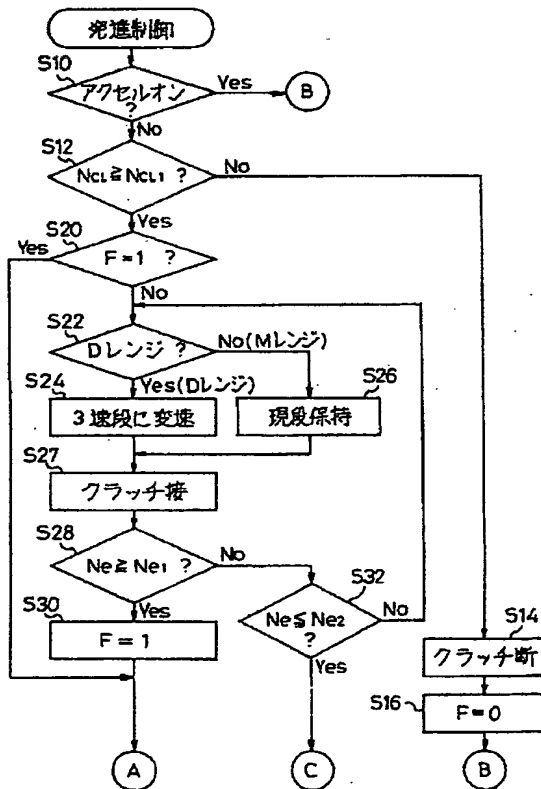 発進制御
S10
アクセルオン
?
Yes
B
No
S12
NCL≧NCL1 ?
No
Yes
S20
Yes
F=1 ?
No
S22
Dレンジ ?
No(Mレンジ)
S24
Yes(Dレンジ)
S26
3速段に変速
現段保持
S27
クラッチ接
S28
Ne≧Ne1 ?
No
S32
S30
Yes
Ne≦Ne2
?
No
F=1
Yes
S14
クラッチ断
S16
F=0
A
C
B